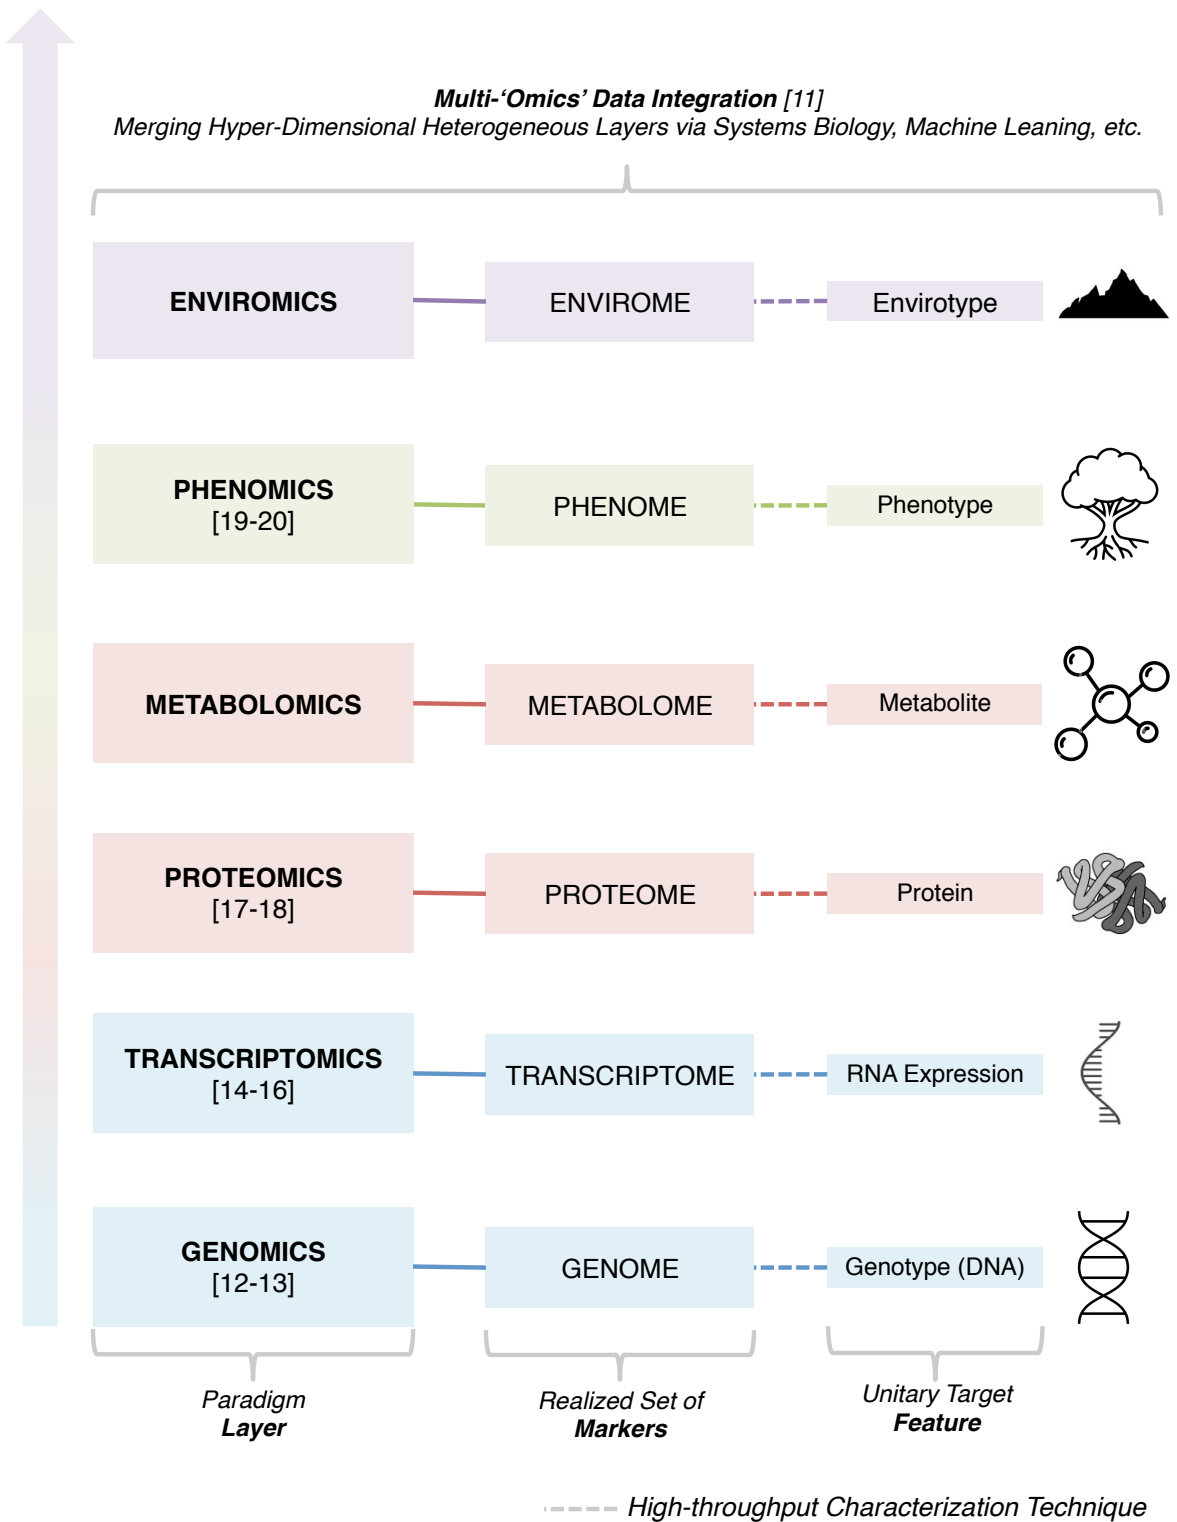 Multi-‘Omics’ Data Integration [11]
Merging Hyper-Dimensional Heterogeneous Layers via Systems Biology, Machine Leaning, etc.
ENVIROMICS
ENVIROME
Envirotype
PHENOMICS
[19-20]
PHENOME
Phenotype
METABOLOMICS
METABOLOME
Metabolite
PROTEOMICS
[17-18]
PROTEOME
Protein
TRANSCRIPTOMICS
[14-16]
TRANSCRIPTOME
RNA Expression
GENOMICS
[12-13]
GENOME
Genotype (DNA)
Paradigm
Layer
Realized Set of
Markers
Unitary Target
Feature
High-throughput Characterization Technique